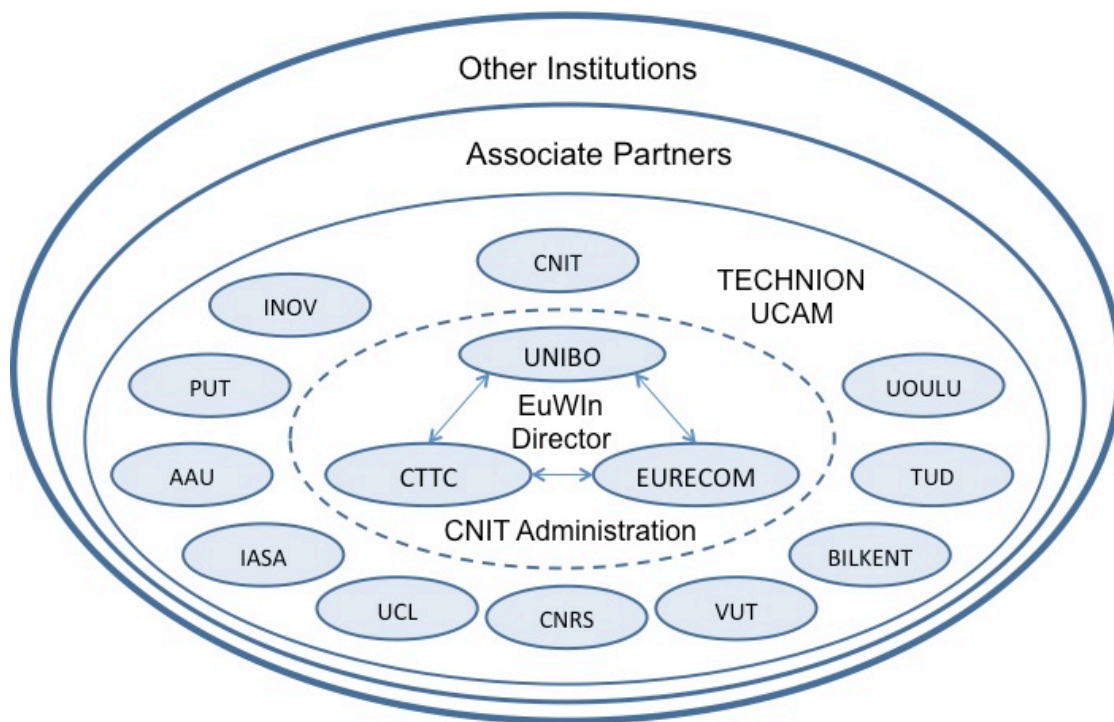 Other Institutions
Associate Partners
CNIT
TECHNION
UCAM
INOV
UNIBO
PUT
UOULU
EuWIn
Director
AAU
CTTC
EURECOM
TUD
CNIT Administration
IASA
BILKENT
UCL
CNRS
VUT